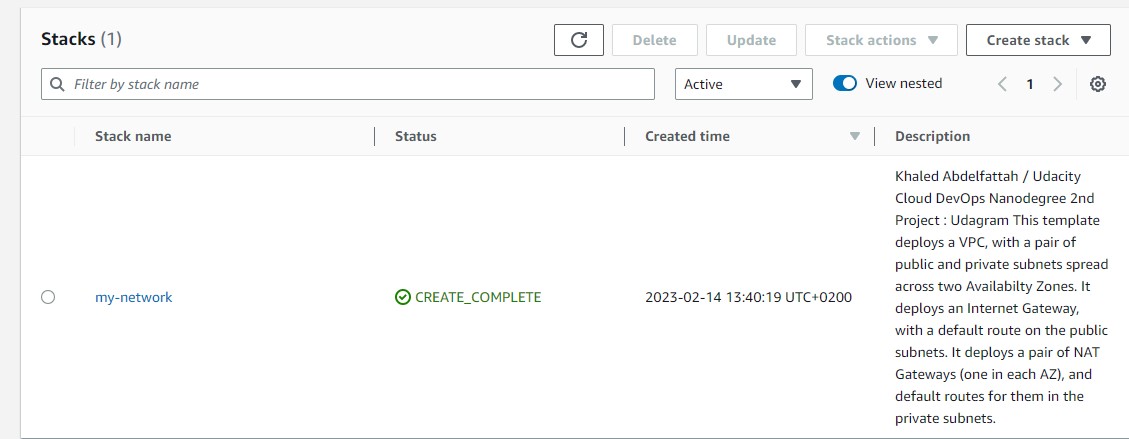 Stacks (1)
Delete
Update
Stack actions
Create stack
Filter by stack name
Active
View nested
1
Stack name
Status
Created time
Description
my-network
CREATE_COMPLETE
2023-02-14 13:40:19 UTC+0200
Khaled Abdelfattah / Udacity
Cloud DevOps Nanodegree 2nd
Project : Udagram This template
deploys a VPC, with a pair of
public and private subnets spread
across two Availabilty Zones. It
deploys an Internet Gateway,
with a default route on the public
subnets. It deploys a pair of NAT
Gateways (one in each AZ), and
default routes for them in the
private subnets.